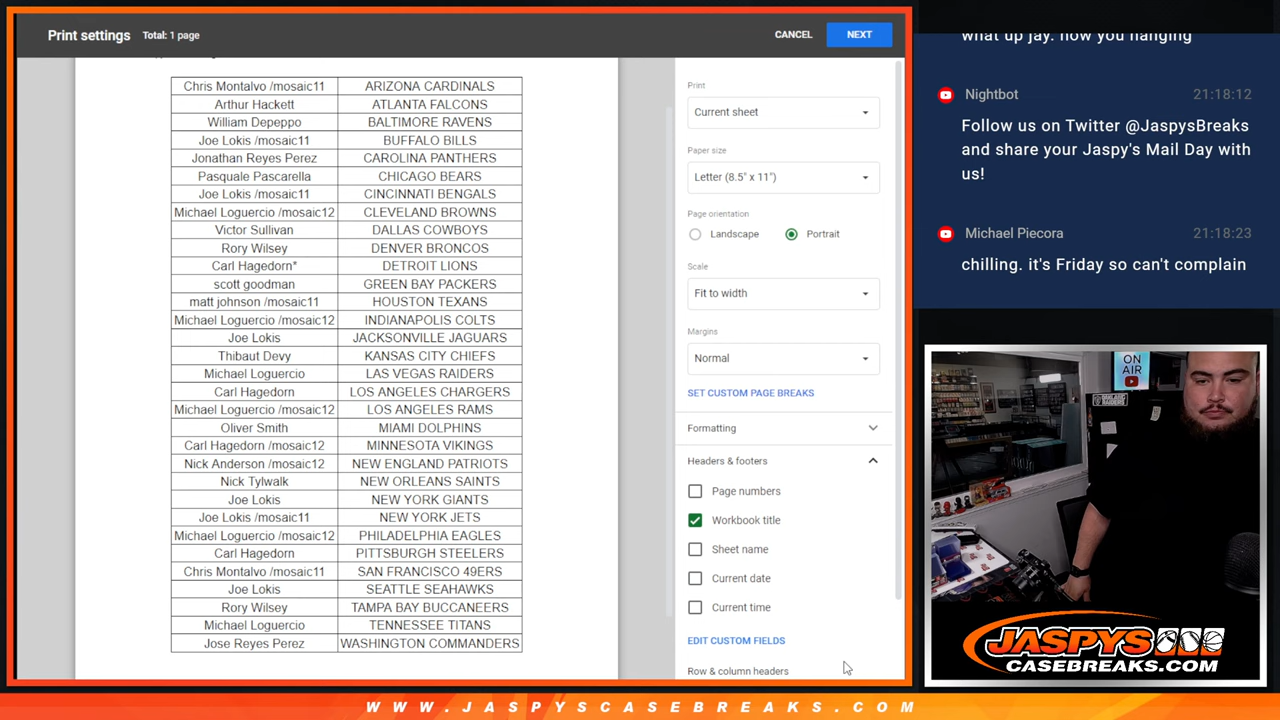 Print settings Total: 1 page
CANCEL NEXT
Chris Montalvo /mosaic11 ARIZONA CARDINALS
Arthur Hackett ATLANTA FALCONS
William Depeppo BALTIMORE RAVENS
Joe Lokis /mosaic11 BUFFALO BILLS
Jonathan Reyes Perez CAROLINA PANTHERS
Pasquale Pascarella CHICAGO BEARS
Joe Lokis /mosaic11 CINCINNATI BENGALS
Michael Loguercio /mosaic12 CLEVELAND BROWNS
Victor Sullivan DALLAS COWBOYS
Rory Wilsey DENVER BRONCOS
Carl Hagedorn* DETROIT LIONS
scott goodman GREEN BAY PACKERS
matt johnson /mosaic11 HOUSTON TEXANS
Michael Loguercio /mosaic12 INDIANAPOLIS COLTS
Joe Lokis JACKSONVILLE JAGUARS
Thibaut Devy KANSAS CITY CHIEFS
Michael Loguercio LAS VEGAS RAIDERS
Carl Hagedorn LOS ANGELES CHARGERS
Michael Loguercio /mosaic12 LOS ANGELES RAMS
Oliver Smith MIAMI DOLPHINS
Carl Hagedorn /mosaic12 MINNESOTA VIKINGS
Nick Anderson /mosaic12 NEW ENGLAND PATRIOTS
Nick Tylwalk NEW ORLEANS SAINTS
Joe Lokis NEW YORK GIANTS
Joe Lokis /mosaic11 NEW YORK JETS
Michael Loguercio /mosaic12 PHILADELPHIA EAGLES
Carl Hagedorn PITTSBURGH STEELERS
Chris Montalvo /mosaic11 SAN FRANCISCO 49ERS
Joe Lokis SEATTLE SEAHAWKS
Rory Wilsey TAMPA BAY BUCCANEERS
Michael Loguercio TENNESSEE TITANS
Jose Reyes Perez WASHINGTON COMMANDERS
Print
Current sheet
Paper size
Letter (8.5" x 11")
Page orientation
Landscape Portrait
Scale
Fit to width
Margins
Normal
SET CUSTOM PAGE BREAKS
Formatting
Headers & footers
Page numbers
Workbook title
Sheet name
Current date
Current time
EDIT CUSTOM FIELDS
Row & column headers
what up jay. how you hanging
Nightbot 21:18:12
Follow us on Twitter @JaspysBreaks
and share your Jaspy's Mail Day with
us!
Michael Piecora 21:18:23
chilling. it's Friday so can't complain
ON
AIR
JASPYS
CASEBREAKS.COM
WWW.JASPYSCASEBREAKS.COM